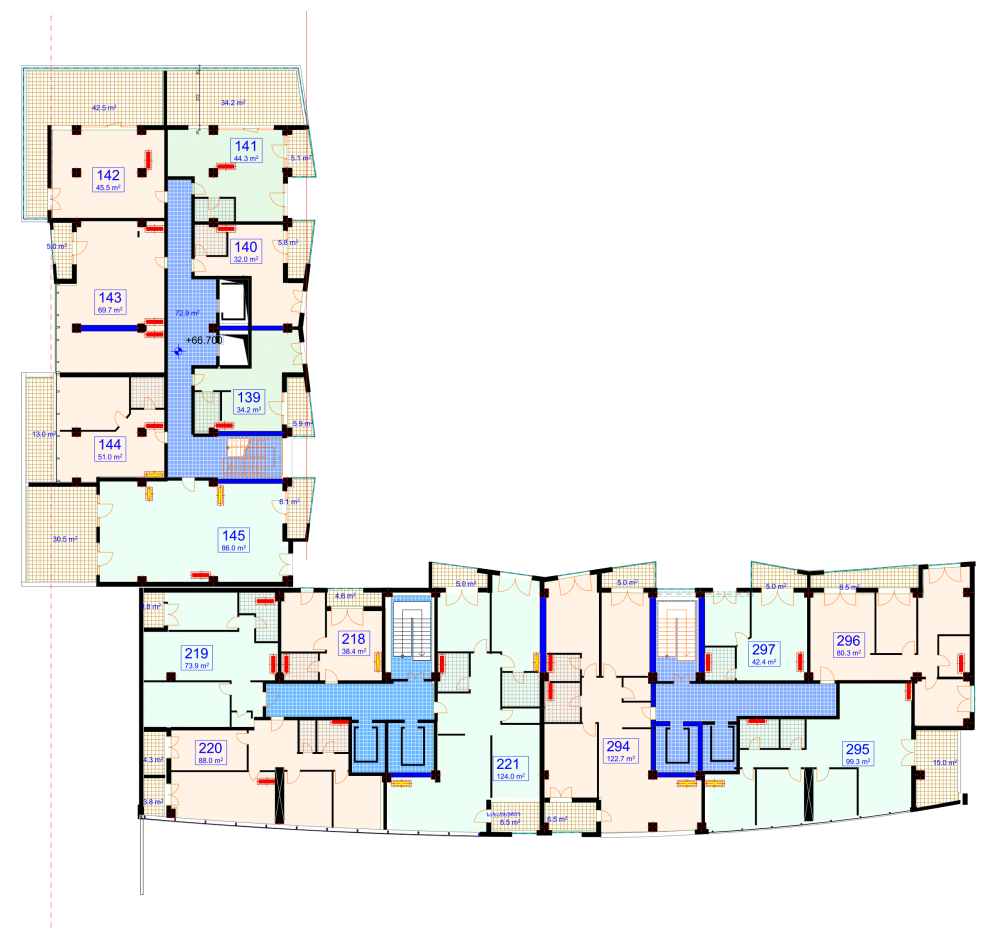 42.5 m²
34.2 m²
141
44.3 m²
5.1 m²
142
45.5 m²
140
32.0 m²
5.8 m²
5.0 m²
143
69.7 m²
72.9 m²
+66.700
139
34.2 m²
5.9 m²
13.0 m²
144
51.0 m²
6.1 m²
145
86.0 m²
30.5 m²
5.0 m²
5.0 m²
5.0 m²
8.5 m²
4.6 m²
219
73.9 m²
218
38.4 m²
297
42.4 m²
296
80.3 m²
220
88.0 m²
4.3 m²
221
124.0 m²
294
122.7 m²
295
99.3 m²
15.0 m²
3.8 m²
6.5 m²
6.5 m²